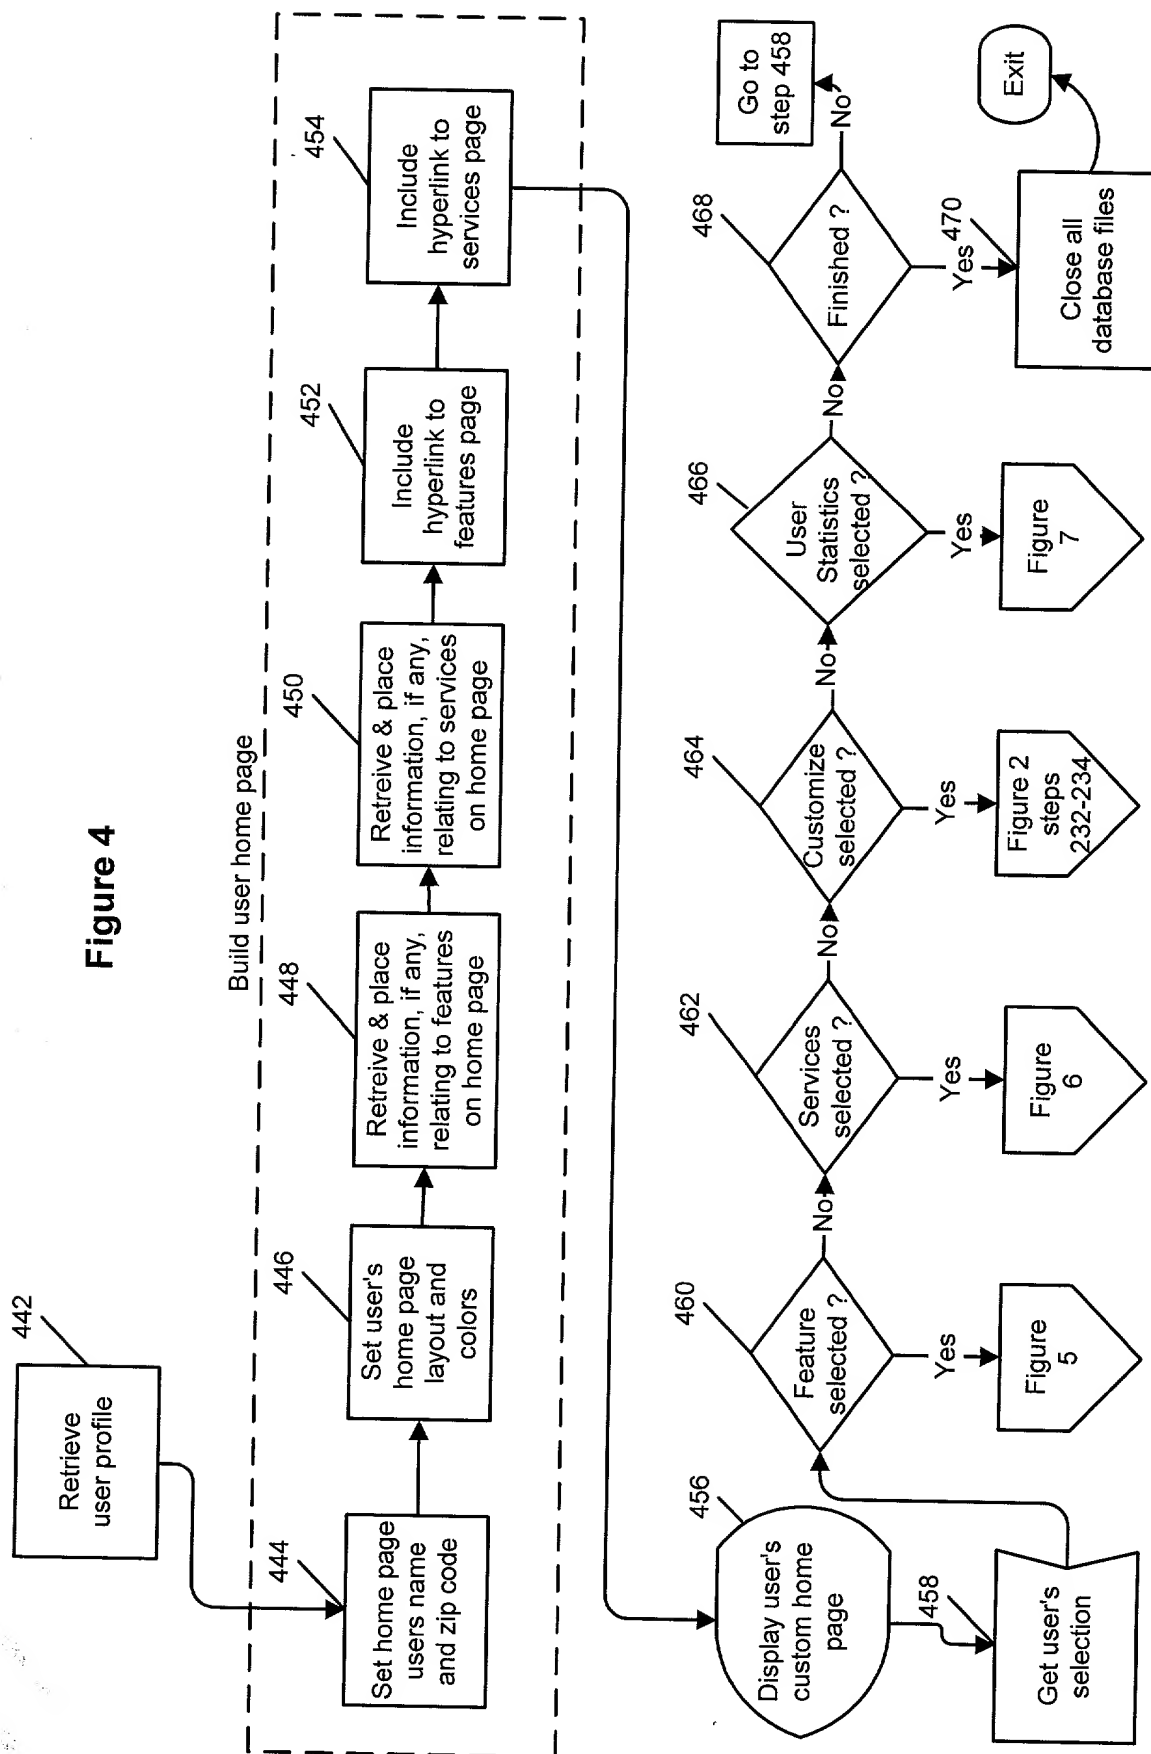 Figure 4
442
Retrieve
user profile
Build user home page
444
Set home page
users name
and zip code
446
Set user's
home page
layout and
colors
448
Retreive & place
information, if any,
relating to features
on home page
450
Retreive & place
information, if any,
relating to services
on home page
452
Include
hyperlink to
features page
454
Include
hyperlink to
services page
456
Display user's
custom home
page
458
Get user's
selection
460
Feature
selected ?
Yes
Figure
5
No
462
Services
selected ?
Yes
Figure
6
No
464
Customize
selected ?
Yes
Figure 2
steps
232-234
No
466
User
Statistics
selected ?
Yes
Figure
7
No
468
Finished ?
No
Go to
step 458
Yes
470
Close all
database files
Exit